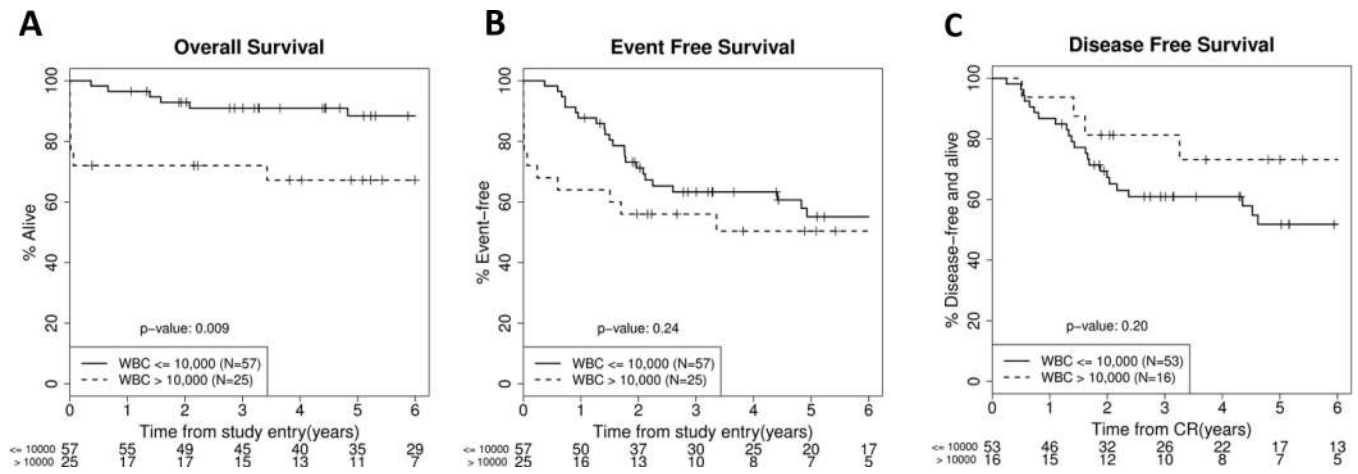 A
Overall Survival
% Alive
100
80
60
40
20
0
p-value: 0.009
WBC <= 10,000 (N=57)
WBC > 10,000 (N=25)
0 1 2 3 4 5 6
Time from study entry(years)
<= 10000 57 55 49 45 40 35 29
> 10000 25 17 17 15 13 11 7
B
Event Free Survival
% Event-free
100
80
60
40
20
0
p-value: 0.24
WBC <= 10,000 (N=57)
WBC > 10,000 (N=25)
0 1 2 3 4 5 6
Time from study entry(years)
<= 10000 57 50 37 30 25 20 17
> 10000 25 16 13 10 8 7 5
C
Disease Free Survival
% Disease-free and alive
100
80
60
40
20
0
p-value: 0.20
WBC <= 10,000 (N=53)
WBC > 10,000 (N=16)
0 1 2 3 4 5 6
Time from CR(years)
<= 10000 53 46 32 26 22 17 13
> 10000 16 15 12 10 8 7 5